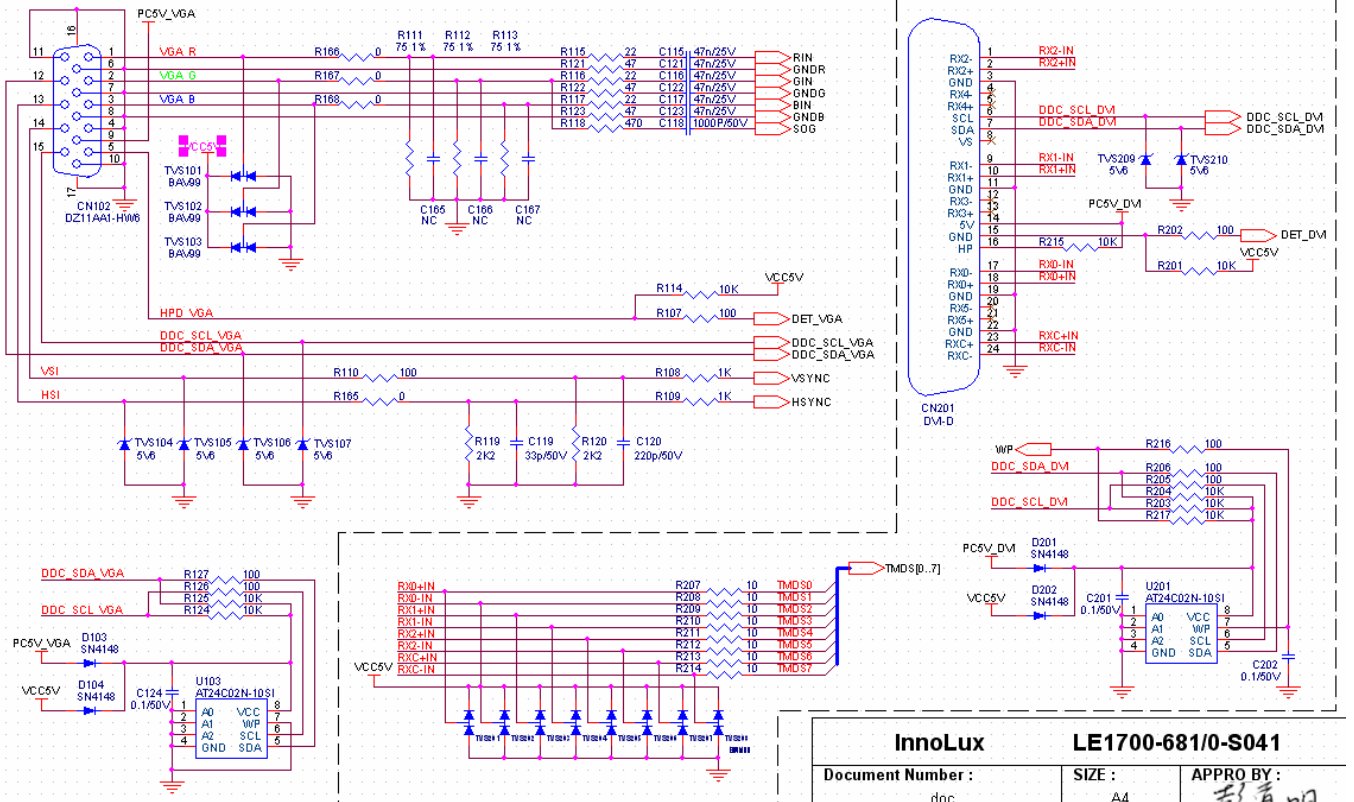 PC5V_VGA
16
11 1 VGA_R R166 0
6
12 2 VGA_G R167 0
7
13 3 VGA_B R168 0
8
14 4
9
15 5
10
17
CN102
DZ11AA1-HW6
R111 R112 R113
75 1% 75 1% 75 1%
R115 22 C115 47n/25V RIN
R121 47 C121 47n/25V GNDR
R116 22 C116 47n/25V GIN
R122 47 C122 47n/25V GNDG
R117 22 C117 47n/25V BIN
R123 47 C123 47n/25V GNDB
R118 470 C118 1000P/50V SOG
VCC5V
TVS101
BAV99
TVS102
BAV99
TVS103
BAV99
C165 C166 C167
NC NC NC
VCC5V
R114 10K
HPD_VGA R107 100 DET_VGA
DDC_SCL_VGA DDC_SCL_VGA
DDC_SDA_VGA DDC_SDA_VGA
VSI R110 100 R108 1K VSYNC
HSI R165 0 R109 1K HSYNC
TVS104 TVS105 TVS106 TVS107
5V6 5V6 5V6 5V6
R119 C119 R120 C120
2K2 33p/50V 2K2 220p/50V
RX2- 1 RX2-IN
RX2+ 2 RX2+IN
GND 3
RX4- 4
RX4+ 5
SCL 6 DDC_SCL_DVI DDC_SCL_DVI
SDA 7 DDC_SDA_DVI DDC_SDA_DVI
VS 8
RX1- 9 RX1-IN
RX1+ 10 RX1+IN
GND 11
RX3- 12
RX3+ 13
5V 14
GND 15
HP 16 R215 10K
RX0- 17 RX0-IN
RX0+ 18 RX0+IN
GND 19
RX5- 20
RX5+ 21
GND 22
RXC+ 23 RXC+IN
RXC- 24 RXC-IN
CN201
DVI-D
TVS209 TVS210
5V6 5V6
PC5V_DVI
R202 100 DET_DVI
VCC5V
R201 10K
WP R216 100
DDC_SDA_DVI R206 100
R205 100
R204 10K
DDC_SCL_DVI R203 10K
R217 10K
PC5V_DVI D201
SN4148
VCC5V D202
SN4148
C201
0.1/50V
U201
AT24C02N-10SI
1 A0 VCC 8
2 A1 WP 7
3 A2 SCL 6
4 GND SDA 5
C202
0.1/50V
DDC_SDA_VGA R127 100
R126 100
R125 10K
DDC_SCL_VGA R124 10K
PC5V_VGA D103
SN4148
VCC5V D104
SN4148
C124
0.1/50V
U103
AT24C02N-10SI
1 A0 VCC 8
2 A1 WP 7
3 A2 SCL 6
4 GND SDA 5
RX0+IN R207 10 TMDS0 TMDS[0..7]
RX0-IN R208 10 TMDS1
RX1+IN R209 10 TMDS2
RX1-IN R210 10 TMDS3
RX2+IN R211 10 TMDS4
RX2-IN R212 10 TMDS5
RXC+IN R213 10 TMDS6
RXC-IN R214 10 TMDS7
VCC5V
InnoLux LE1700-681/0-S041
Document Number : SIZE : APPRO BY :
doc A4